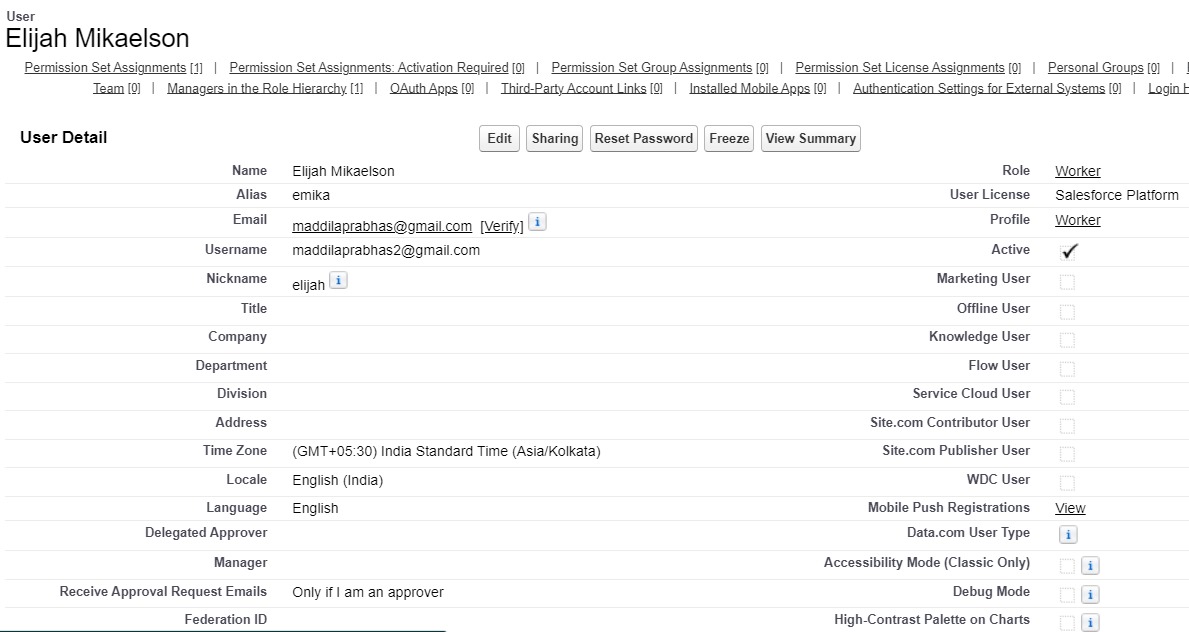 User
Elijah Mikaelson
Permission Set Assignments [1] | Permission Set Assignments: Activation Required [0] | Permission Set Group Assignments [0] | Permission Set License Assignments [0] | Personal Groups [0] |
Team [0] | Managers in the Role Hierarchy [1] | OAuth Apps [0] | Third-Party Account Links [0] | Installed Mobile Apps [0] | Authentication Settings for External Systems [0] | Login H
User Detail Edit Sharing Reset Password Freeze View Summary
Name Elijah Mikaelson Role Worker
Alias emika User License Salesforce Platform
Email maddilaprabhas@gmail.com [Verify] i Profile Worker
Username maddilaprabhas2@gmail.com Active
Nickname elijah i Marketing User
Title Offline User
Company Knowledge User
Department Flow User
Division Service Cloud User
Address Site.com Contributor User
Time Zone (GMT+05:30) India Standard Time (Asia/Kolkata) Site.com Publisher User
Locale English (India) WDC User
Language English Mobile Push Registrations View
Delegated Approver Data.com User Type i
Manager Accessibility Mode (Classic Only) i
Receive Approval Request Emails Only if I am an approver Debug Mode i
Federation ID High-Contrast Palette on Charts i